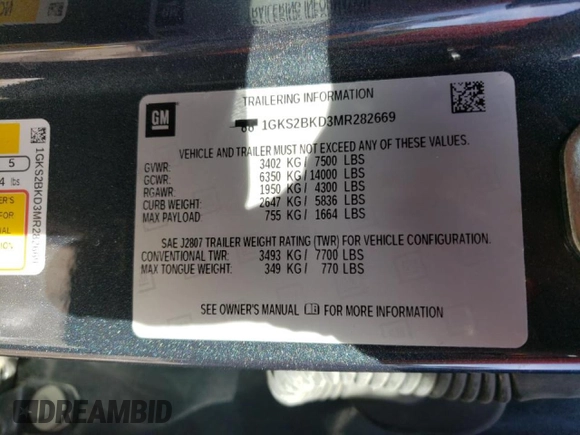 TRAILERING INFORMATION
GM
1GKS2BKD3MR282669
VEHICLE AND TRAILER MUST NOT EXCEED ANY OF THESE VALUES.
GVWR: 3402 KG / 7500 LBS
GCWR: 6350 KG / 14000 LBS
RGAWR: 1950 KG / 4300 LBS
CURB WEIGHT: 2647 KG / 5836 LBS
MAX PAYLOAD: 755 KG / 1664 LBS
SAE J2807 TRAILER WEIGHT RATING (TWR) FOR VEHICLE CONFIGURATION.
CONVENTIONAL TWR: 3493 KG / 7700 LBS
MAX TONGUE WEIGHT: 349 KG / 770 LBS
SEE OWNER'S MANUAL FOR MORE INFORMATION
1GKS2BKD3MR282669
5
4 lbs
DREAMBID